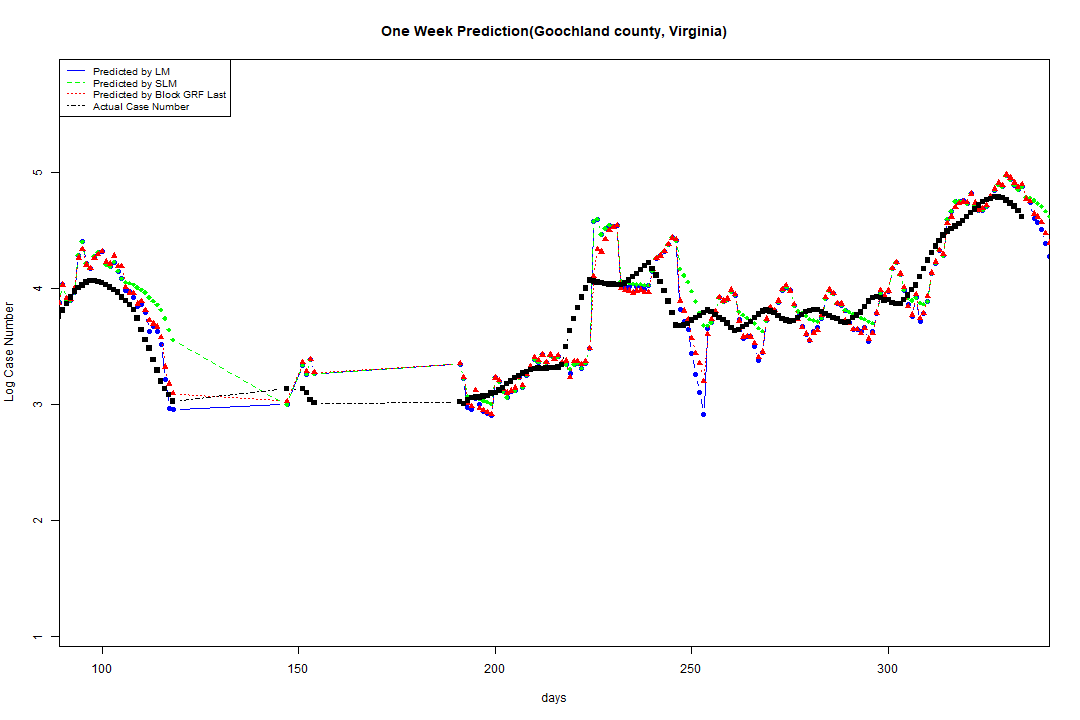 One Week Prediction(Goochland county, Virginia)
Predicted by LM
Predicted by SLM
Predicted by Block GRF Last
Actual Case Number
Log Case Number
5
4
3
2
1
100 150 200 250 300
days